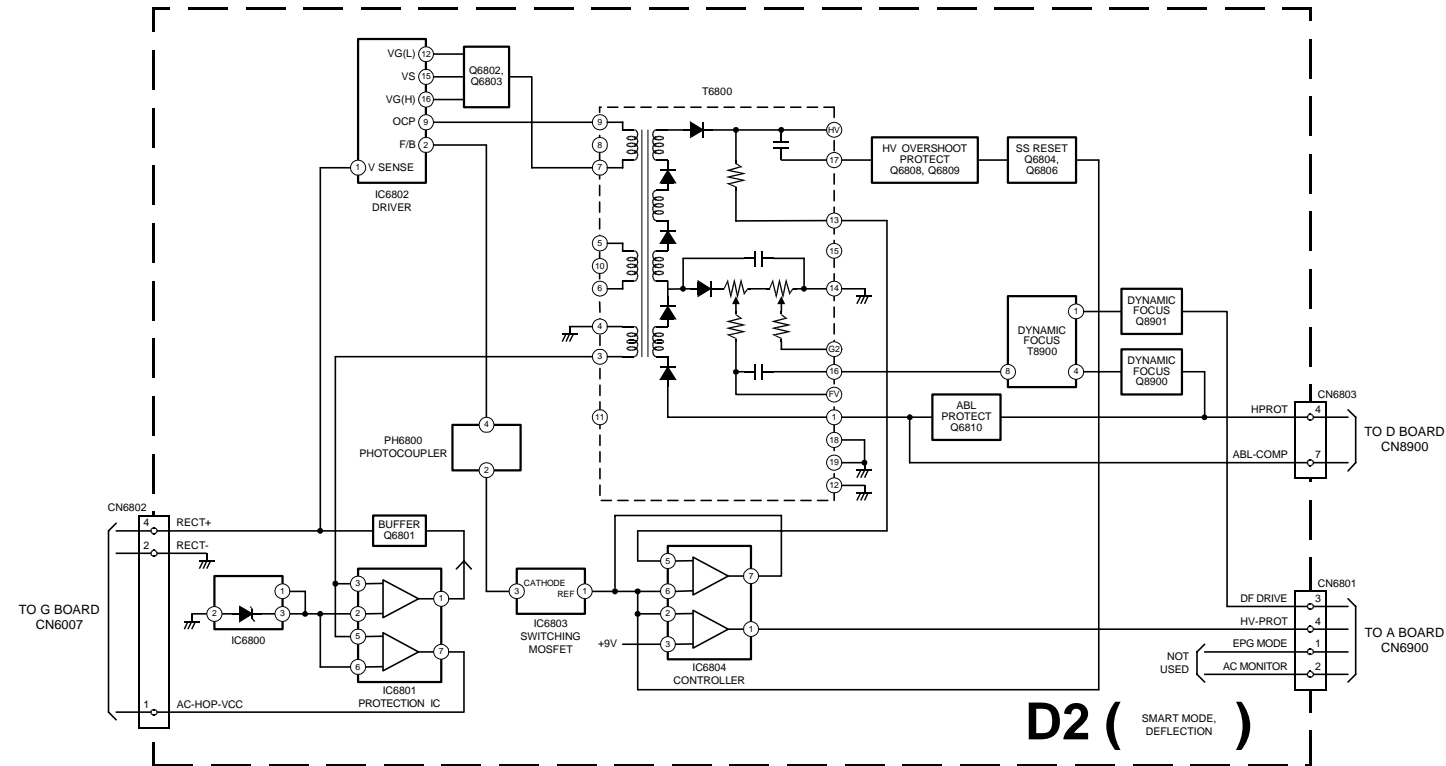 VG(L) 12
VS 15
VG(H) 16
OCP 9
F/B 2
1 V SENSE
IC6802
DRIVER
Q6802,
Q6803
T6800
9
8
7
5
10
6
4
3
11
HV
17
13
15
14
G2
16
FV
1
18
19
12
HV OVERSHOOT
PROTECT
Q6808, Q6809
SS RESET
Q6804,
Q6806
DYNAMIC
FOCUS
T8900
1
8
4
DYNAMIC
FOCUS
Q8901
DYNAMIC
FOCUS
Q8900
ABL
PROTECT
Q6810
CN6803
HPROT 4
ABL-COMP 7
TO D BOARD
CN8900
4
PH6800
PHOTOCOUPLER
2
CN6802
4 RECT+
2 RECT-
1 AC-HOP-VCC
TO G BOARD
CN6007
BUFFER
Q6801
1
2
3
IC6800
3
2
1
5
6
7
IC6801
PROTECTION IC
3 CATHODE
REF 1
IC6803
SWITCHING
MOSFET
5
6
7
2
3
1
+9V
IC6804
CONTROLLER
CN6801
DF DRIVE 3
HV-PROT 4
EPG MODE 1
AC MONITOR 2
NOT
USED
TO A BOARD
CN6900
D2 ( SMART MODE,
DEFLECTION )